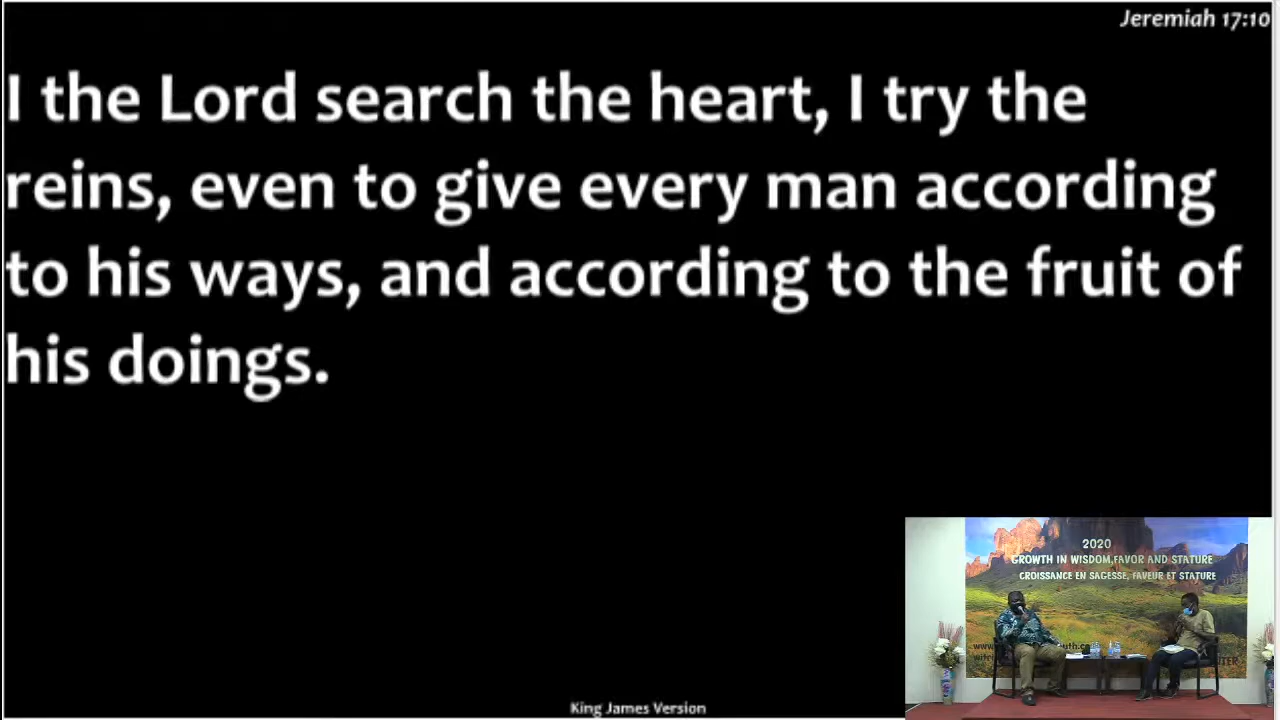 Jeremiah 17:10
I the Lord search the heart, I try the
reins, even to give every man according
to his ways, and according to the fruit of
his doings.
2020
GROWTH IN WISDOM,FAVOR AND STATURE
CROISSANCE EN SAGESSE, FAVEUR ET STATURE
King James Version